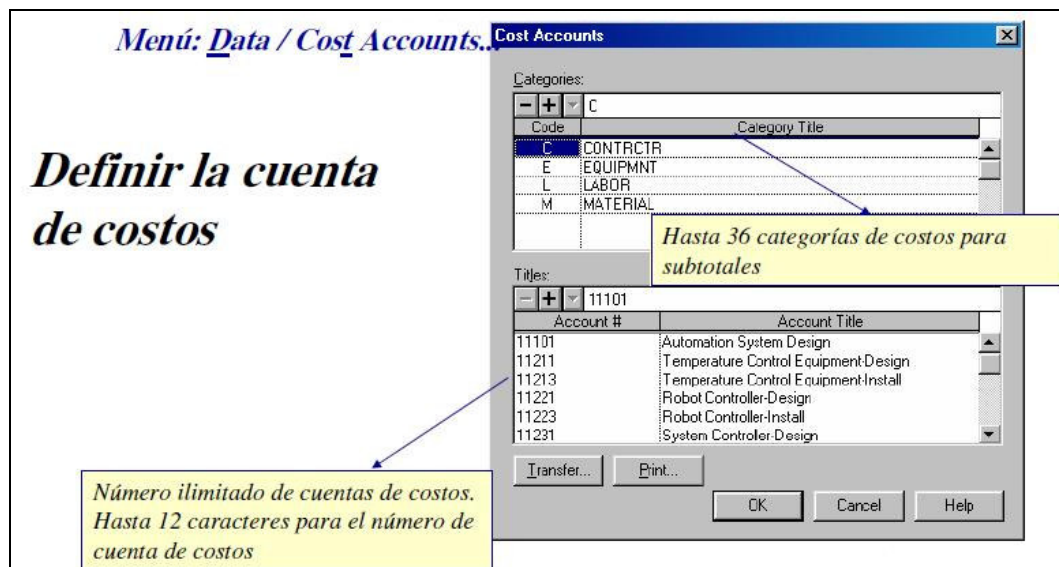 Menú: Data / Cost Accounts...
Cost Accounts
Definir la cuenta
de costos
Categories:
C
Code Category Title
C CONTRCTR
E EQUIPMNT
L LABOR
M MATERIAL
Hasta 36 categorías de costos para
subtotales
Titles:
11101
Account # Account Title
11101 Automation System Design
11211 Temperature Control Equipment-Design
11213 Temperature Control Equipment-Install
11221 Robot Controller-Design
11223 Robot Controller-Install
11231 System Controller-Design
Transfer... Print...
OK Cancel Help
Número ilimitado de cuentas de costos.
Hasta 12 caracteres para el número de
cuenta de costos